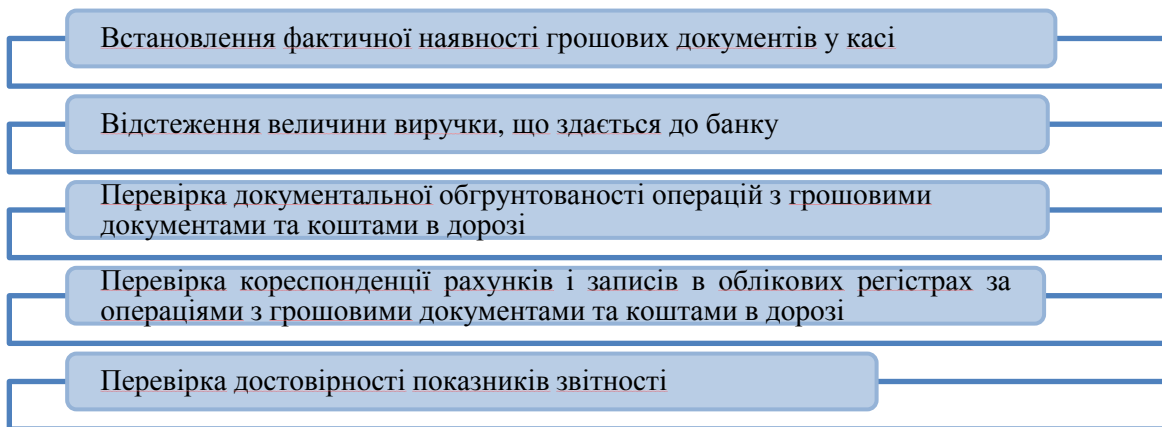 Встановлення фактичної наявності грошових документів у касі
Відстеження величини виручки, що здається до банку
Перевірка документальної обгрунтованості операцій з грошовими
документами та коштами в дорозі
Перевірка кореспонденції рахунків і записів в облікових регістрах за
операціями з грошовими документами та коштами в дорозі
Перевірка достовірності показників звітності